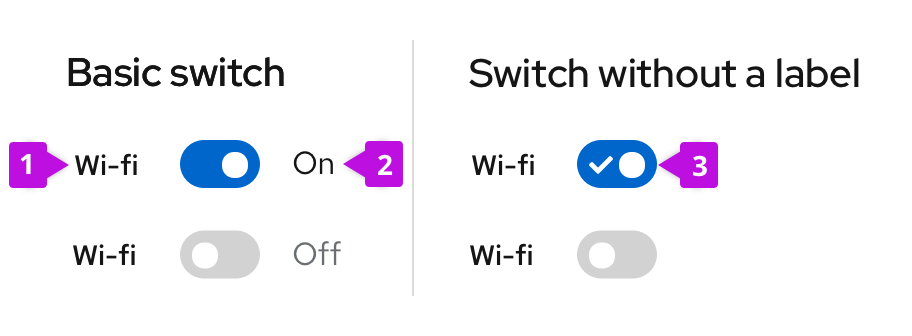 Basic switch
1 Wi-fi On 2
Wi-fi Off
Switch without a label
Wi-fi 3
Wi-fi